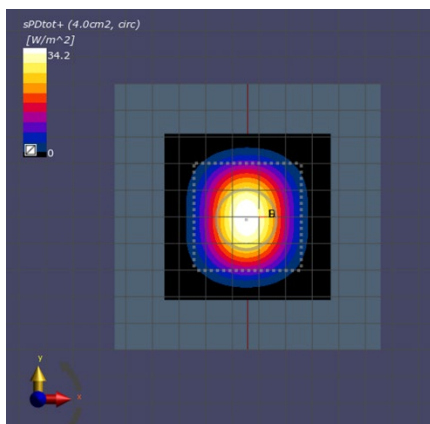 sPDtot+ (4.0cm2, circ)
[W/m^2]
34.2
0
y
x